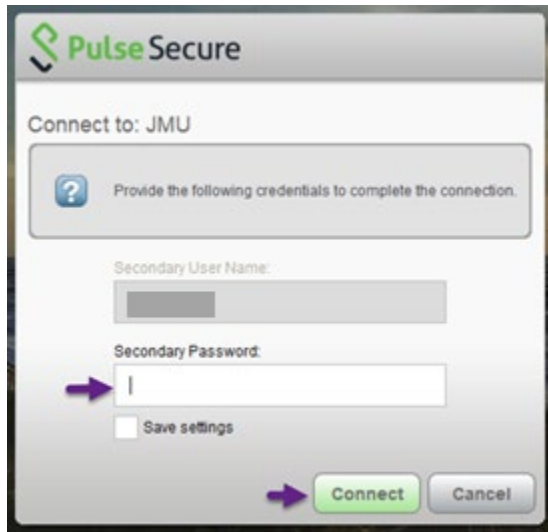 Pulse Secure
Connect to: JMU
Provide the following credentials to complete the connection.
Secondary User Name:
Secondary Password:
Save settings
Connect Cancel